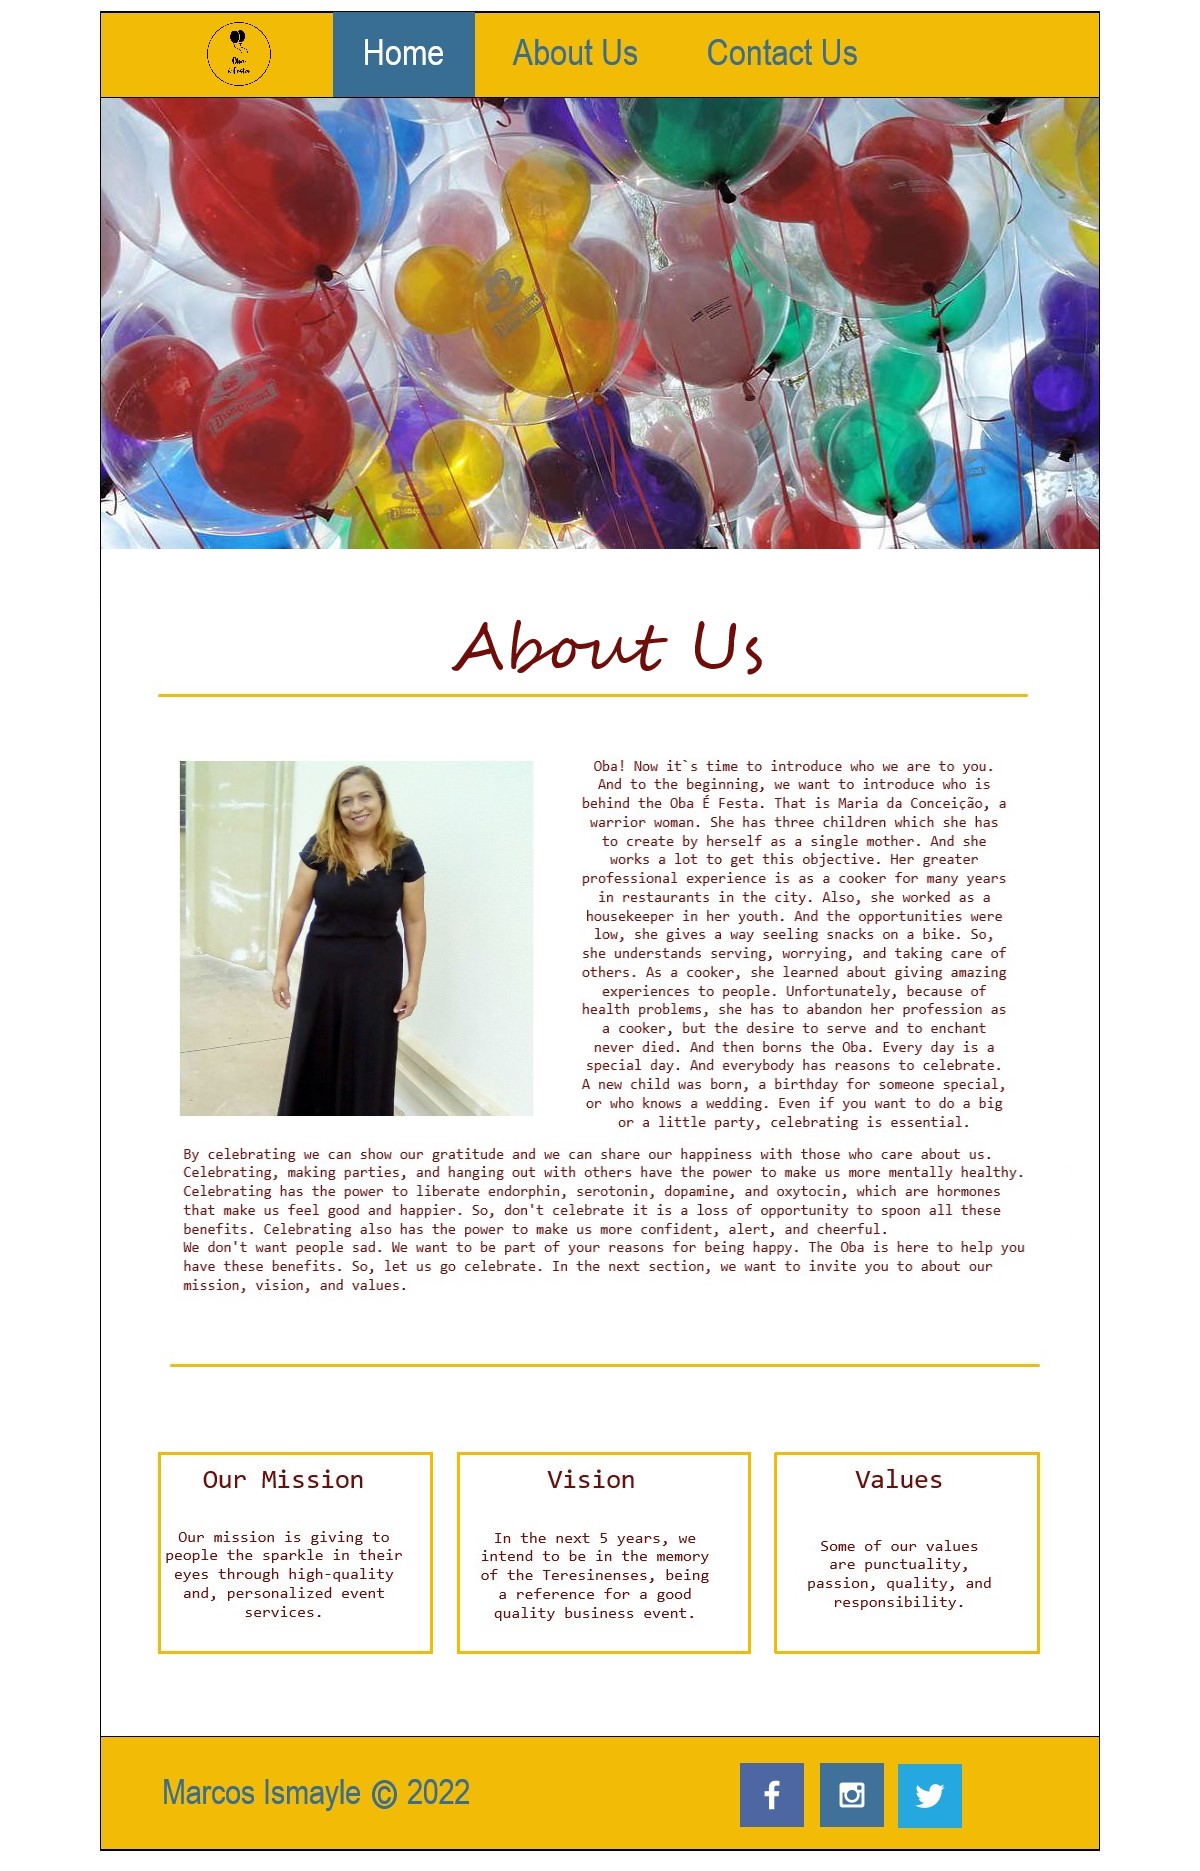 Oba
é Festa
Home
About Us
Contact Us
Disneyland
Disneyland
Disneyland
About Us
Oba! Now it`s time to introduce who we are to you.
And to the beginning, we want to introduce who is
behind the Oba É Festa. That is Maria da Conceição, a
warrior woman. She has three children which she has
to create by herself as a single mother. And she
works a lot to get this objective. Her greater
professional experience is as a cooker for many years
in restaurants in the city. Also, she worked as a
housekeeper in her youth. And the opportunities were
low, she gives a way seeling snacks on a bike. So,
she understands serving, worrying, and taking care of
others. As a cooker, she learned about giving amazing
experiences to people. Unfortunately, because of
health problems, she has to abandon her profession as
a cooker, but the desire to serve and to enchant
never died. And then borns the Oba. Every day is a
special day. And everybody has reasons to celebrate.
A new child was born, a birthday for someone special,
or who knows a wedding. Even if you want to do a big
or a little party, celebrating is essential.
By celebrating we can show our gratitude and we can share our happiness with those who care about us.
Celebrating, making parties, and hanging out with others have the power to make us more mentally healthy.
Celebrating has the power to liberate endorphin, serotonin, dopamine, and oxytocin, which are hormones
that make us feel good and happier. So, don't celebrate it is a loss of opportunity to spoon all these
benefits. Celebrating also has the power to make us more confident, alert, and cheerful.
We don't want people sad. We want to be part of your reasons for being happy. The Oba is here to help you
have these benefits. So, let us go celebrate. In the next section, we want to invite you to about our
mission, vision, and values.
Our Mission
Our mission is giving to
people the sparkle in their
eyes through high-quality
and, personalized event
services.
Vision
In the next 5 years, we
intend to be in the memory
of the Teresinenses, being
a reference for a good
quality business event.
Values
Some of our values
are punctuality,
passion, quality, and
responsibility.
Marcos Ismayle © 2022